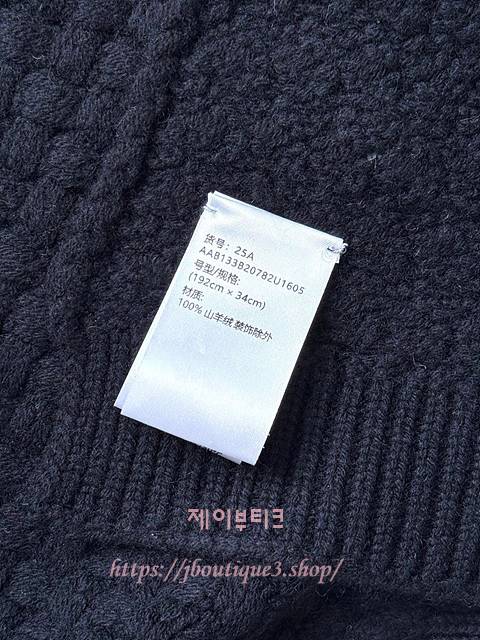 货号: 25A
AAB133B20782U1605
号型/规格:
(192cm × 34cm)
材质:
100% 山羊绒 装饰除外
제이부티크
https://jboutique3.shop/